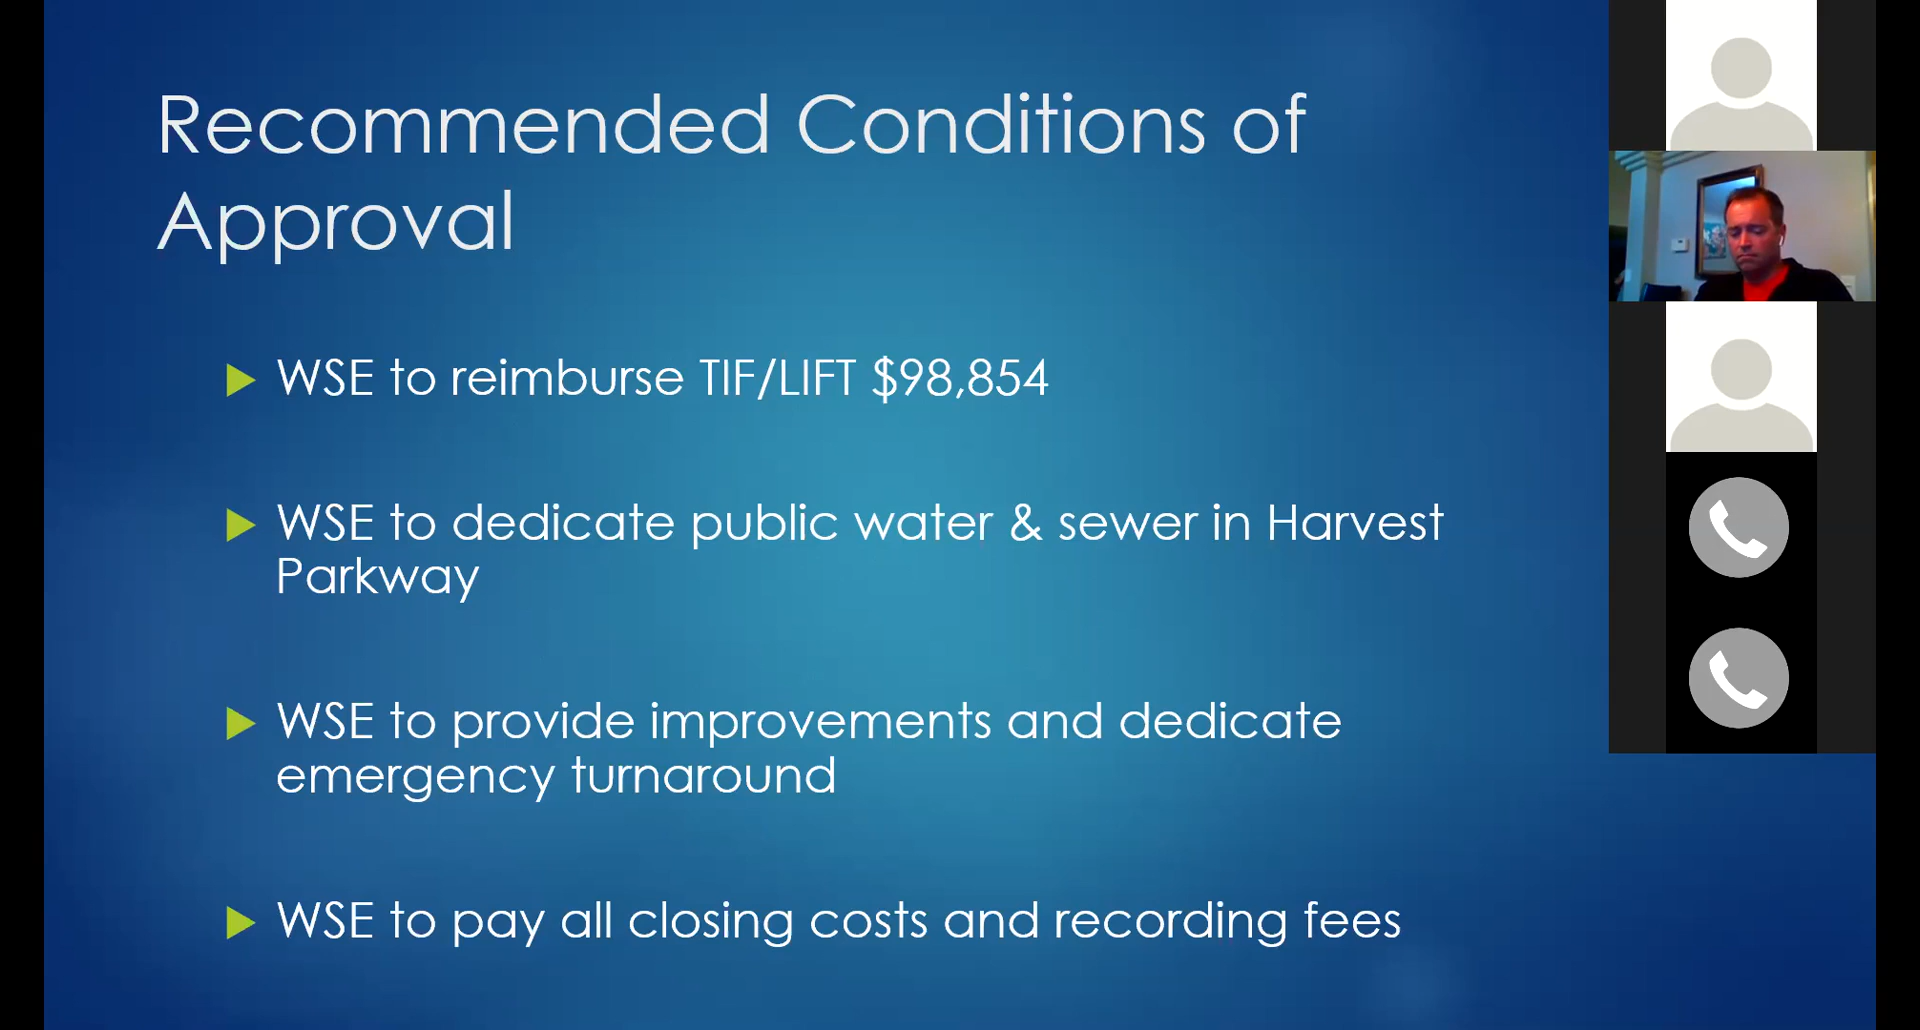 Recommended Conditions of
Approval
WSE to reimburse TIF/LIFT $98,854
WSE to dedicate public water & sewer in Harvest
Parkway
WSE to provide improvements and dedicate
emergency turnaround
WSE to pay all closing costs and recording fees